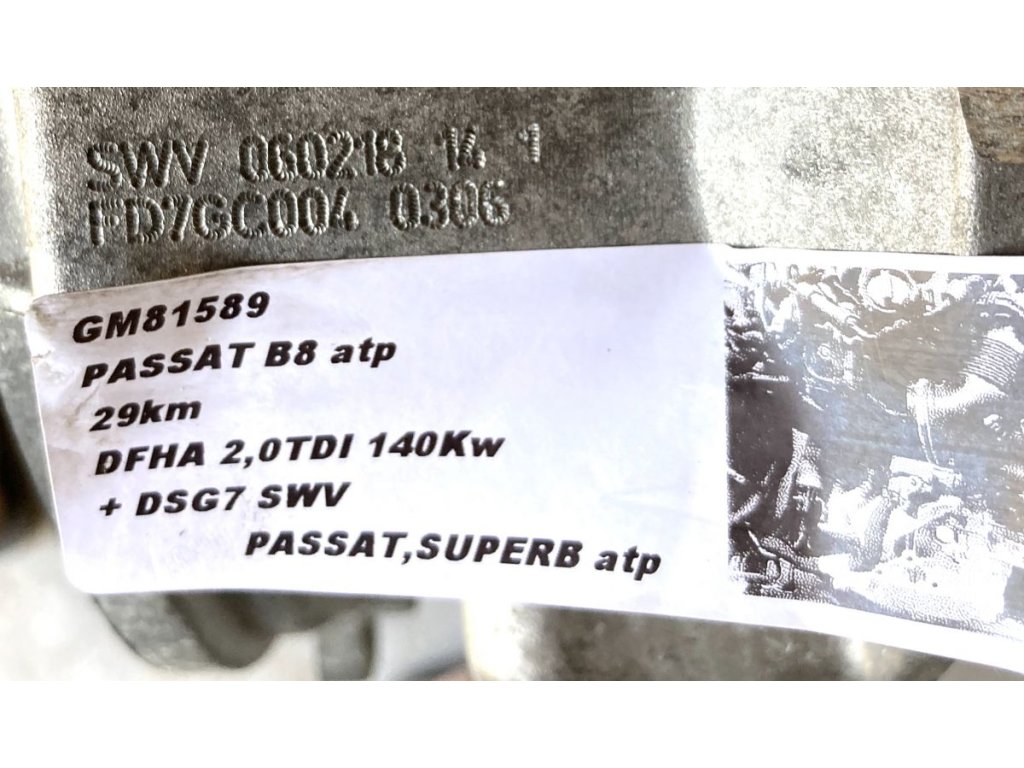 SWV 060218 14 1
FD7GC004 0306
GM81589
PASSAT B8 atp
29km
DFHA 2,0TDI 140Kw
+ DSG7 SWV
PASSAT,SUPERB atp